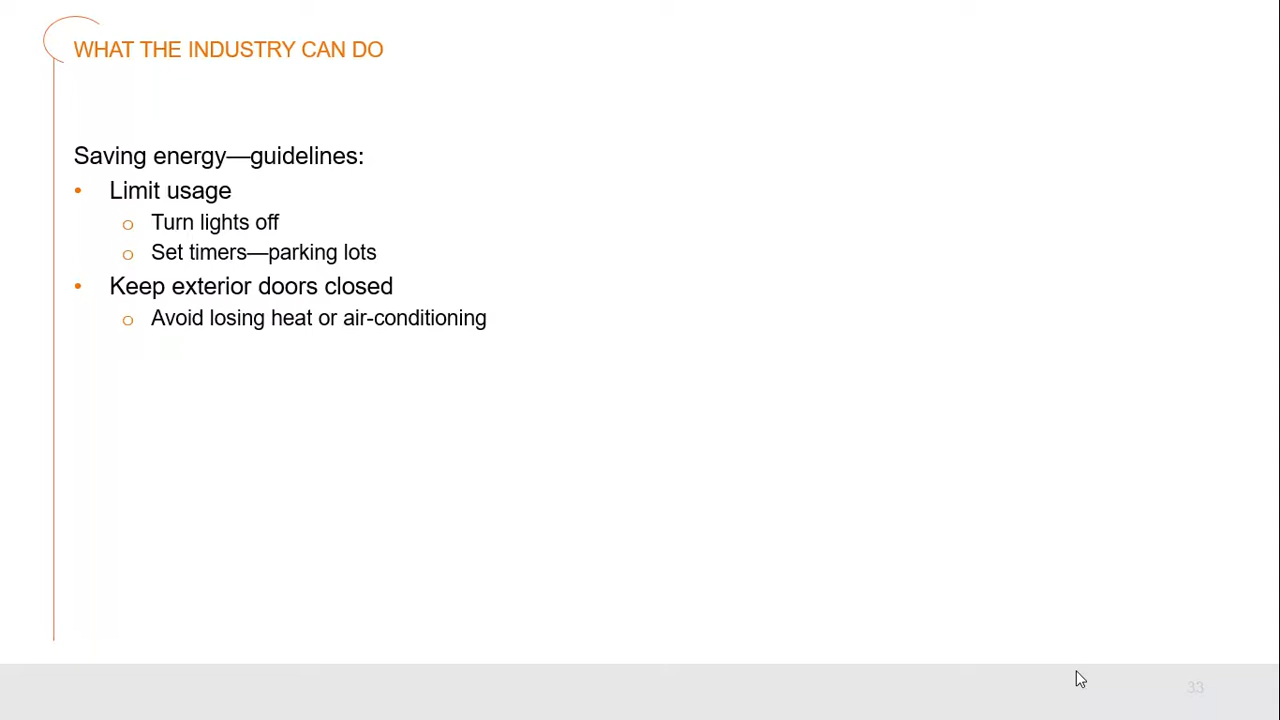 WHAT THE INDUSTRY CAN DO
Saving energy—guidelines:
• Limit usage
o Turn lights off
o Set timers—parking lots
• Keep exterior doors closed
o Avoid losing heat or air-conditioning
33